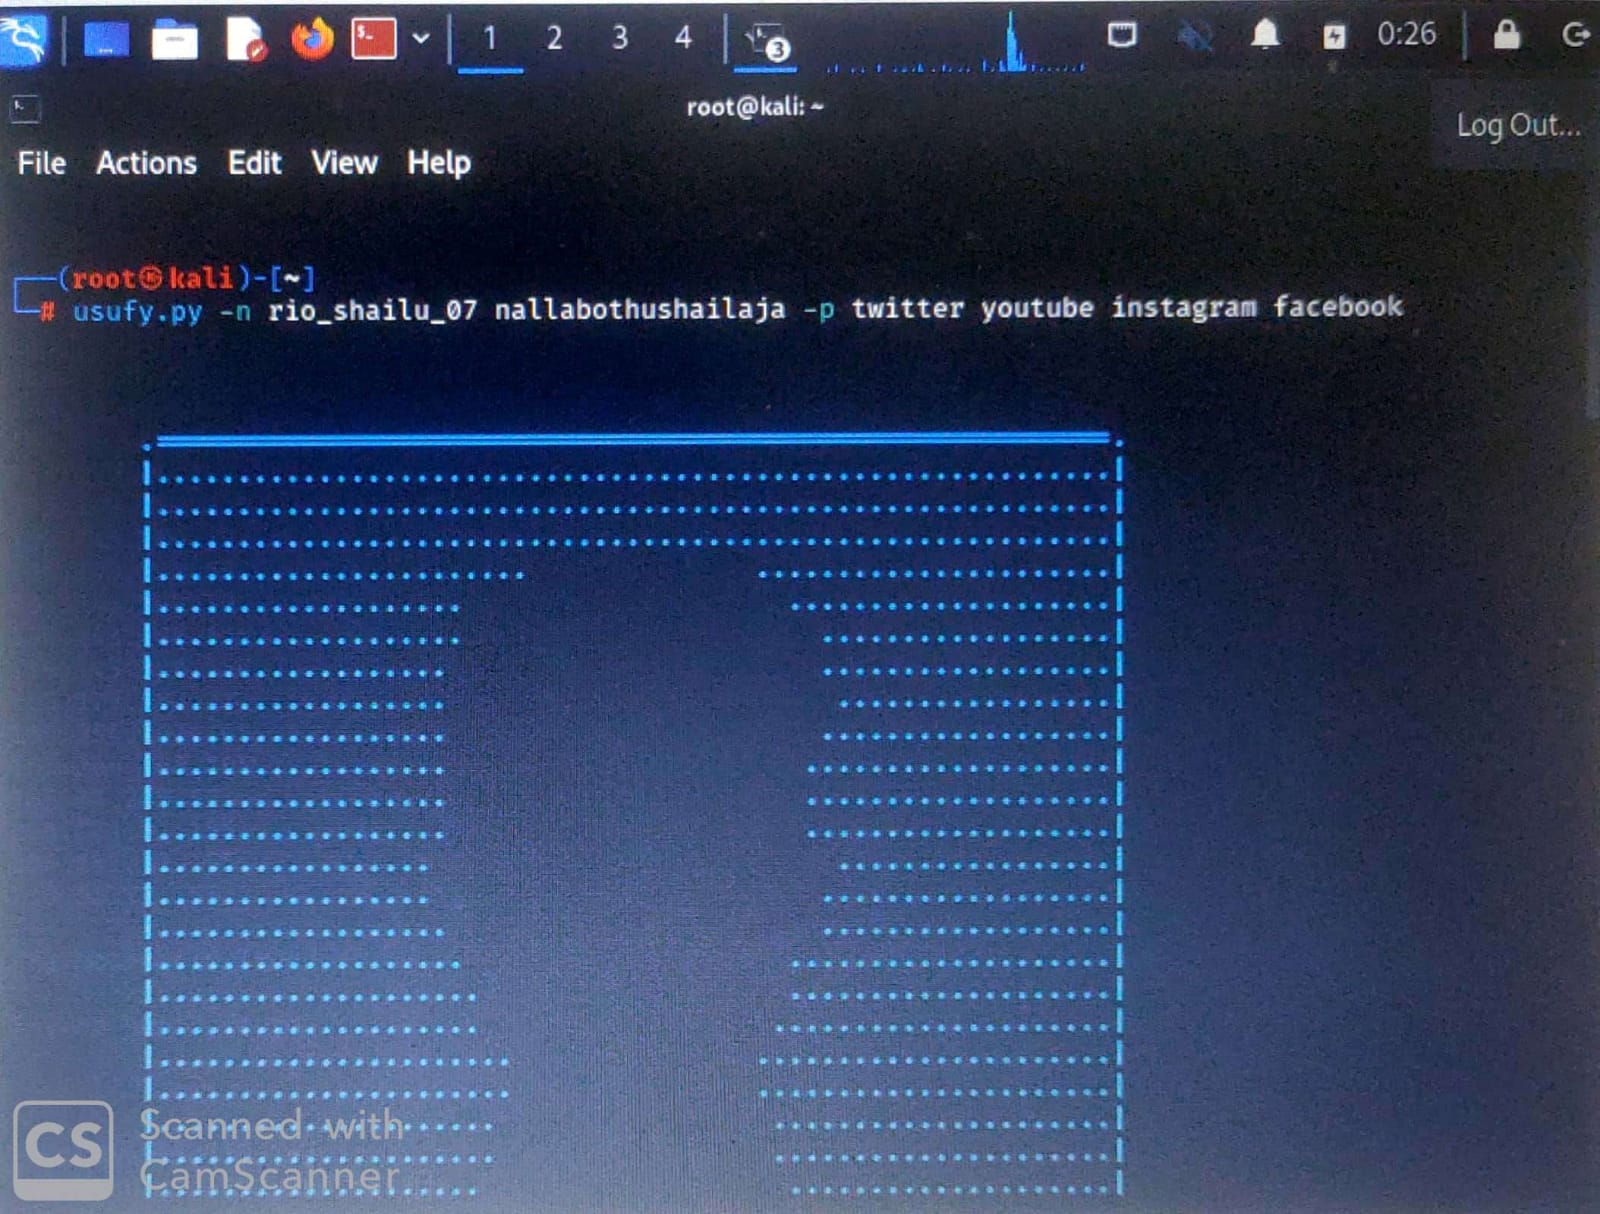 1 2 3 4 3 0:26
root@kali: ~
Log Out...
File Actions Edit View Help
(root㉿kali)-[~]
# usufy.py -n rio_shailu_07 nallabothushailaja -p twitter youtube instagram facebook
CS Scanned with
CamScanner